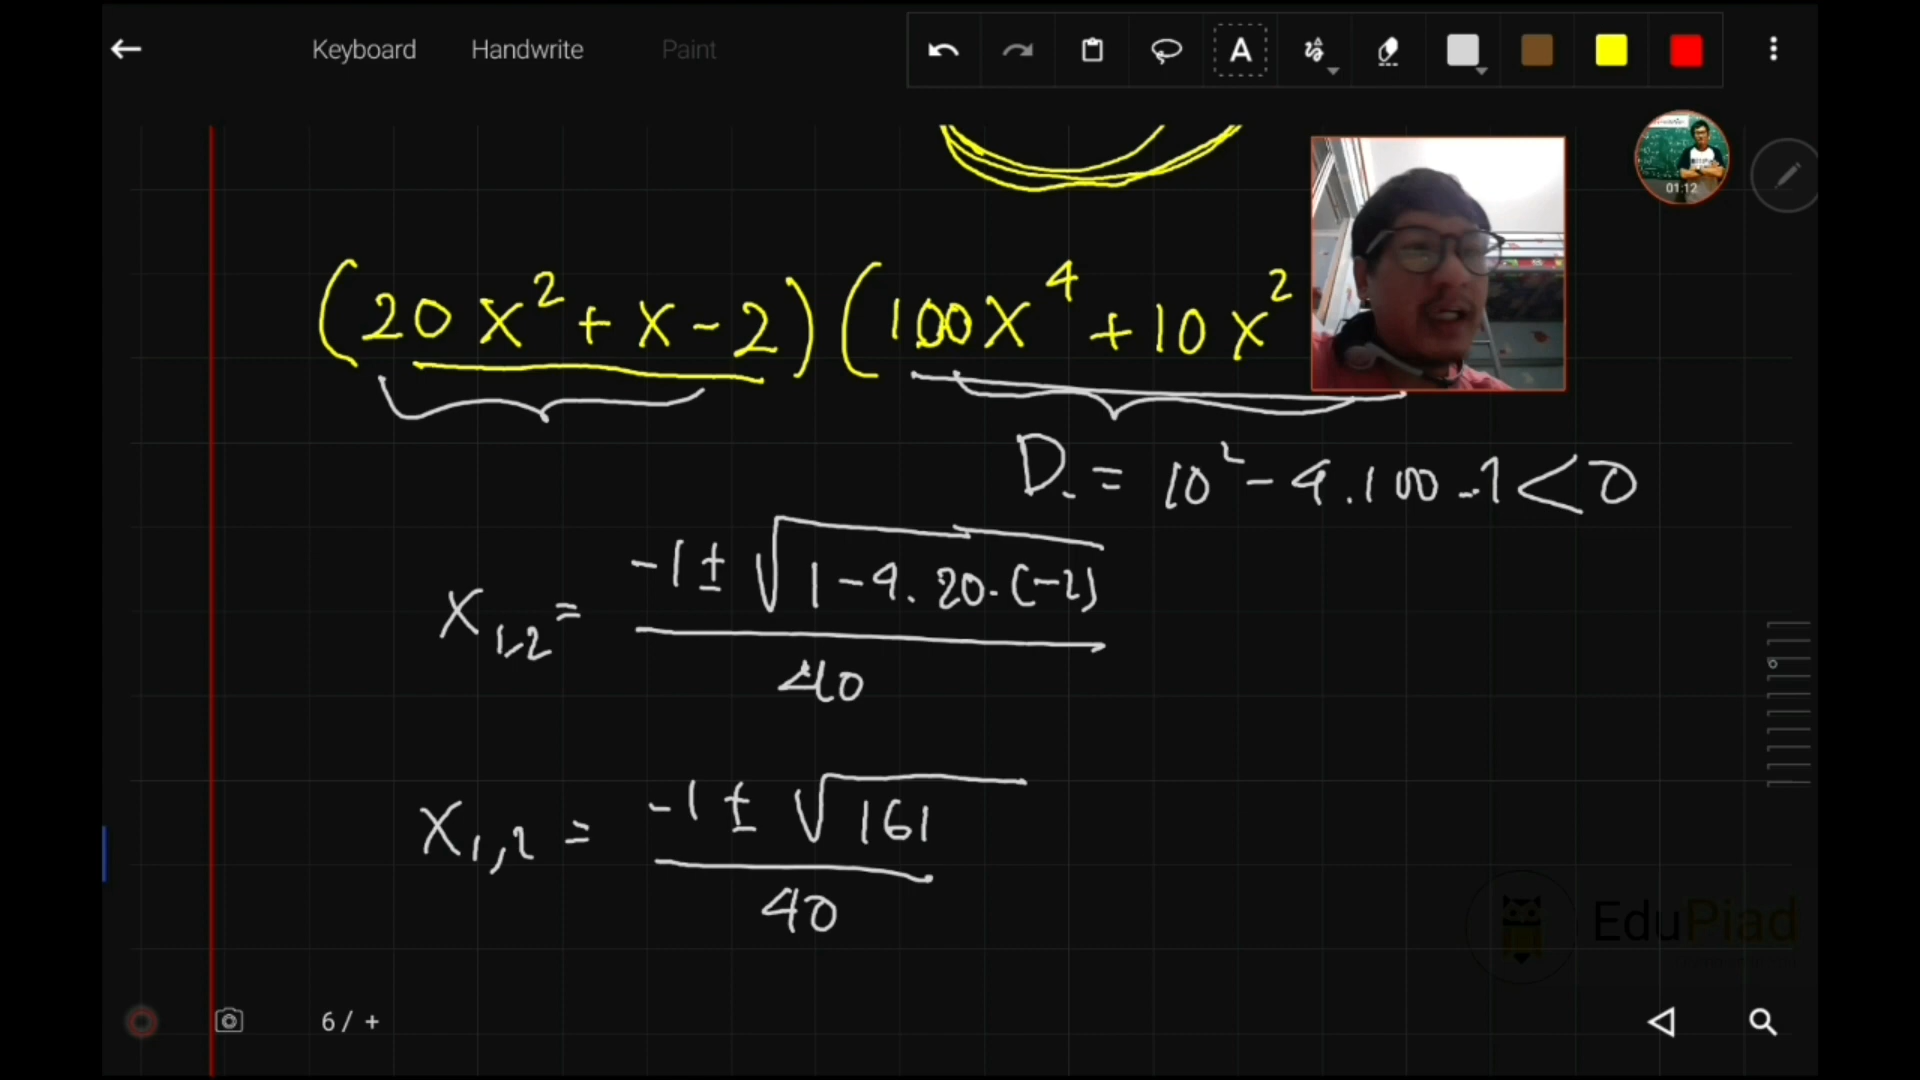 Keyboard Handwrite Paint A
01:12
(20x²+x-2)(100x⁴+10x²
D. = 10²-4.100.1<0
x₁,₂ = (-1±√(1-4.20.(-2)))/40
x₁,₂ = (-1±√161)/40
EduPiad
6 / +